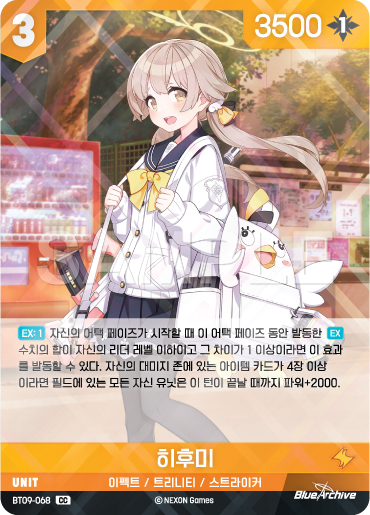 3
3500 1
EX: 1 자신의 어택 페이즈가 시작할 때 이 어택 페이즈 동안 발동한 EX
수치의 합이 자신의 리더 레벨 이하이고 그 차이가 1 이상이라면 이 효과
를 발동할 수 있다. 자신의 대미지 존에 있는 아이템 카드가 4장 이상
이라면 필드에 있는 모든 자신 유닛은 이 턴이 끝날 때까지 파워+2000.
히후미
UNIT
이펙트 / 트리니티 / 스트라이커
BT09-068 CC
© NEXON Games
Blue Archive